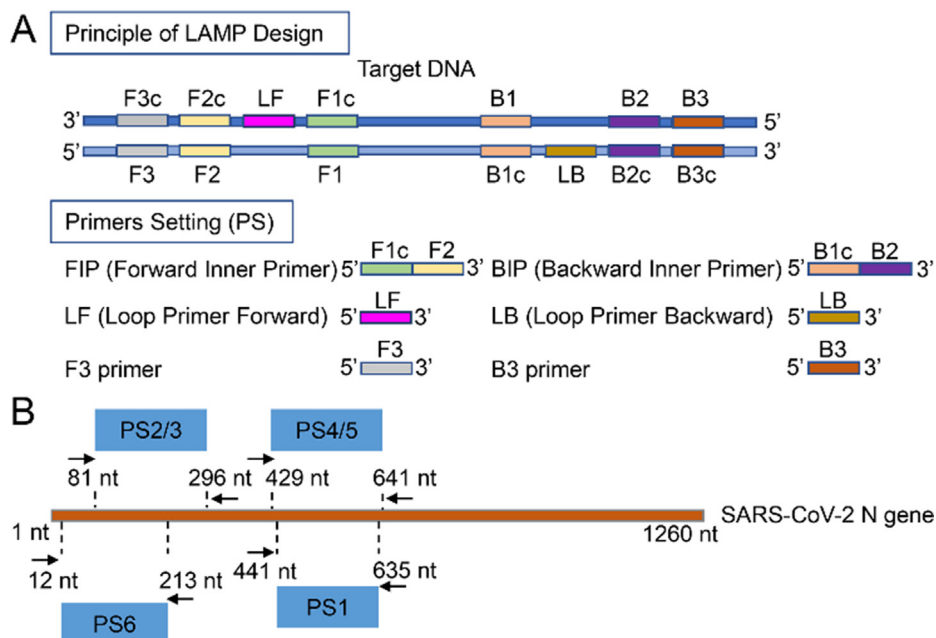 A
Principle of LAMP Design
Target DNA
F3c F2c LF F1c B1 B2 B3
3’ 5’
5’ 3’
F3 F2 F1 B1c LB B2c B3c
Primers Setting (PS)
F1c F2 B1c B2
FIP (Forward Inner Primer) 5’ 3’ BIP (Backward Inner Primer) 5’ 3’
LF LB
LF (Loop Primer Forward) 5’ 3’ LB (Loop Primer Backward) 5’ 3’
F3 B3
F3 primer 5’ 3’ B3 primer 5’ 3’
B
PS2/3 PS4/5
81 nt 296 nt 429 nt 641 nt
SARS-CoV-2 N gene
1 nt 1260 nt
12 nt 213 nt 441 nt 635 nt
PS6 PS1